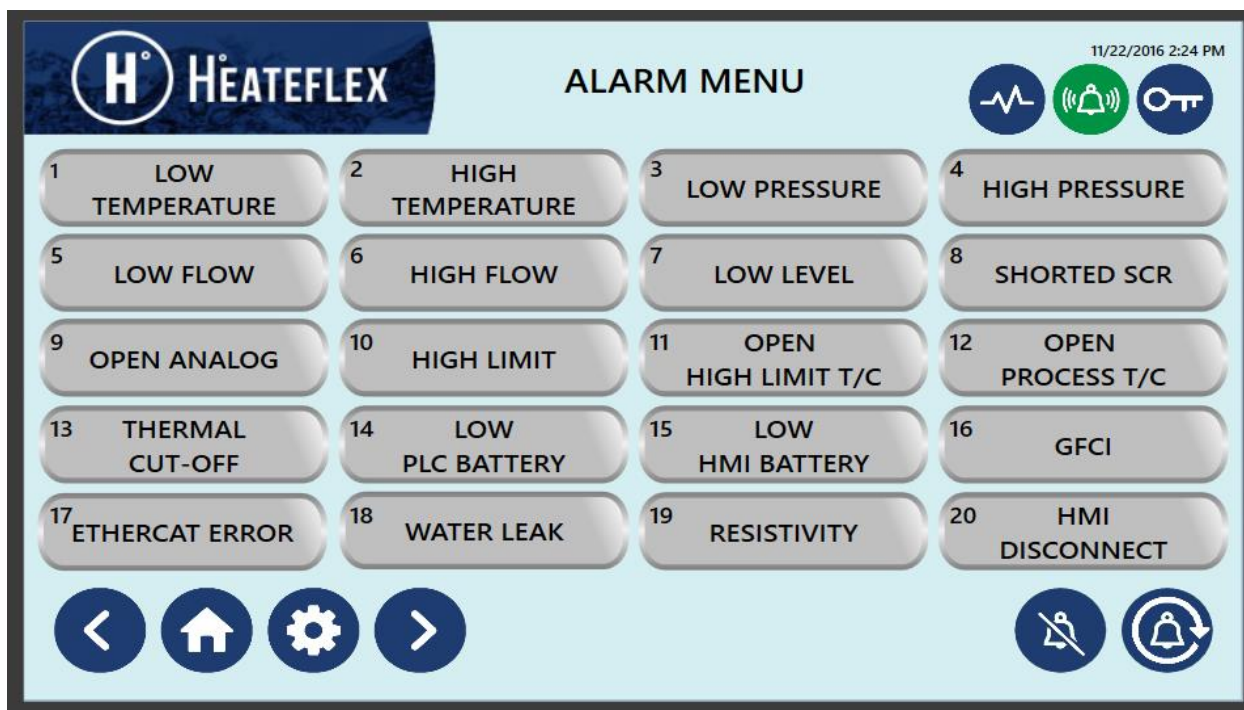 H° HEATEFLEX
ALARM MENU
11/22/2016 2:24 PM
1 LOW
TEMPERATURE
2 HIGH
TEMPERATURE
3 LOW PRESSURE
4 HIGH PRESSURE
5 LOW FLOW
6 HIGH FLOW
7 LOW LEVEL
8 SHORTED SCR
9 OPEN ANALOG
10 HIGH LIMIT
11 OPEN
HIGH LIMIT T/C
12 OPEN
PROCESS T/C
13 THERMAL
CUT-OFF
14 LOW
PLC BATTERY
15 LOW
HMI BATTERY
16 GFCI
17 ETHERCAT ERROR
18 WATER LEAK
19 RESISTIVITY
20 HMI
DISCONNECT